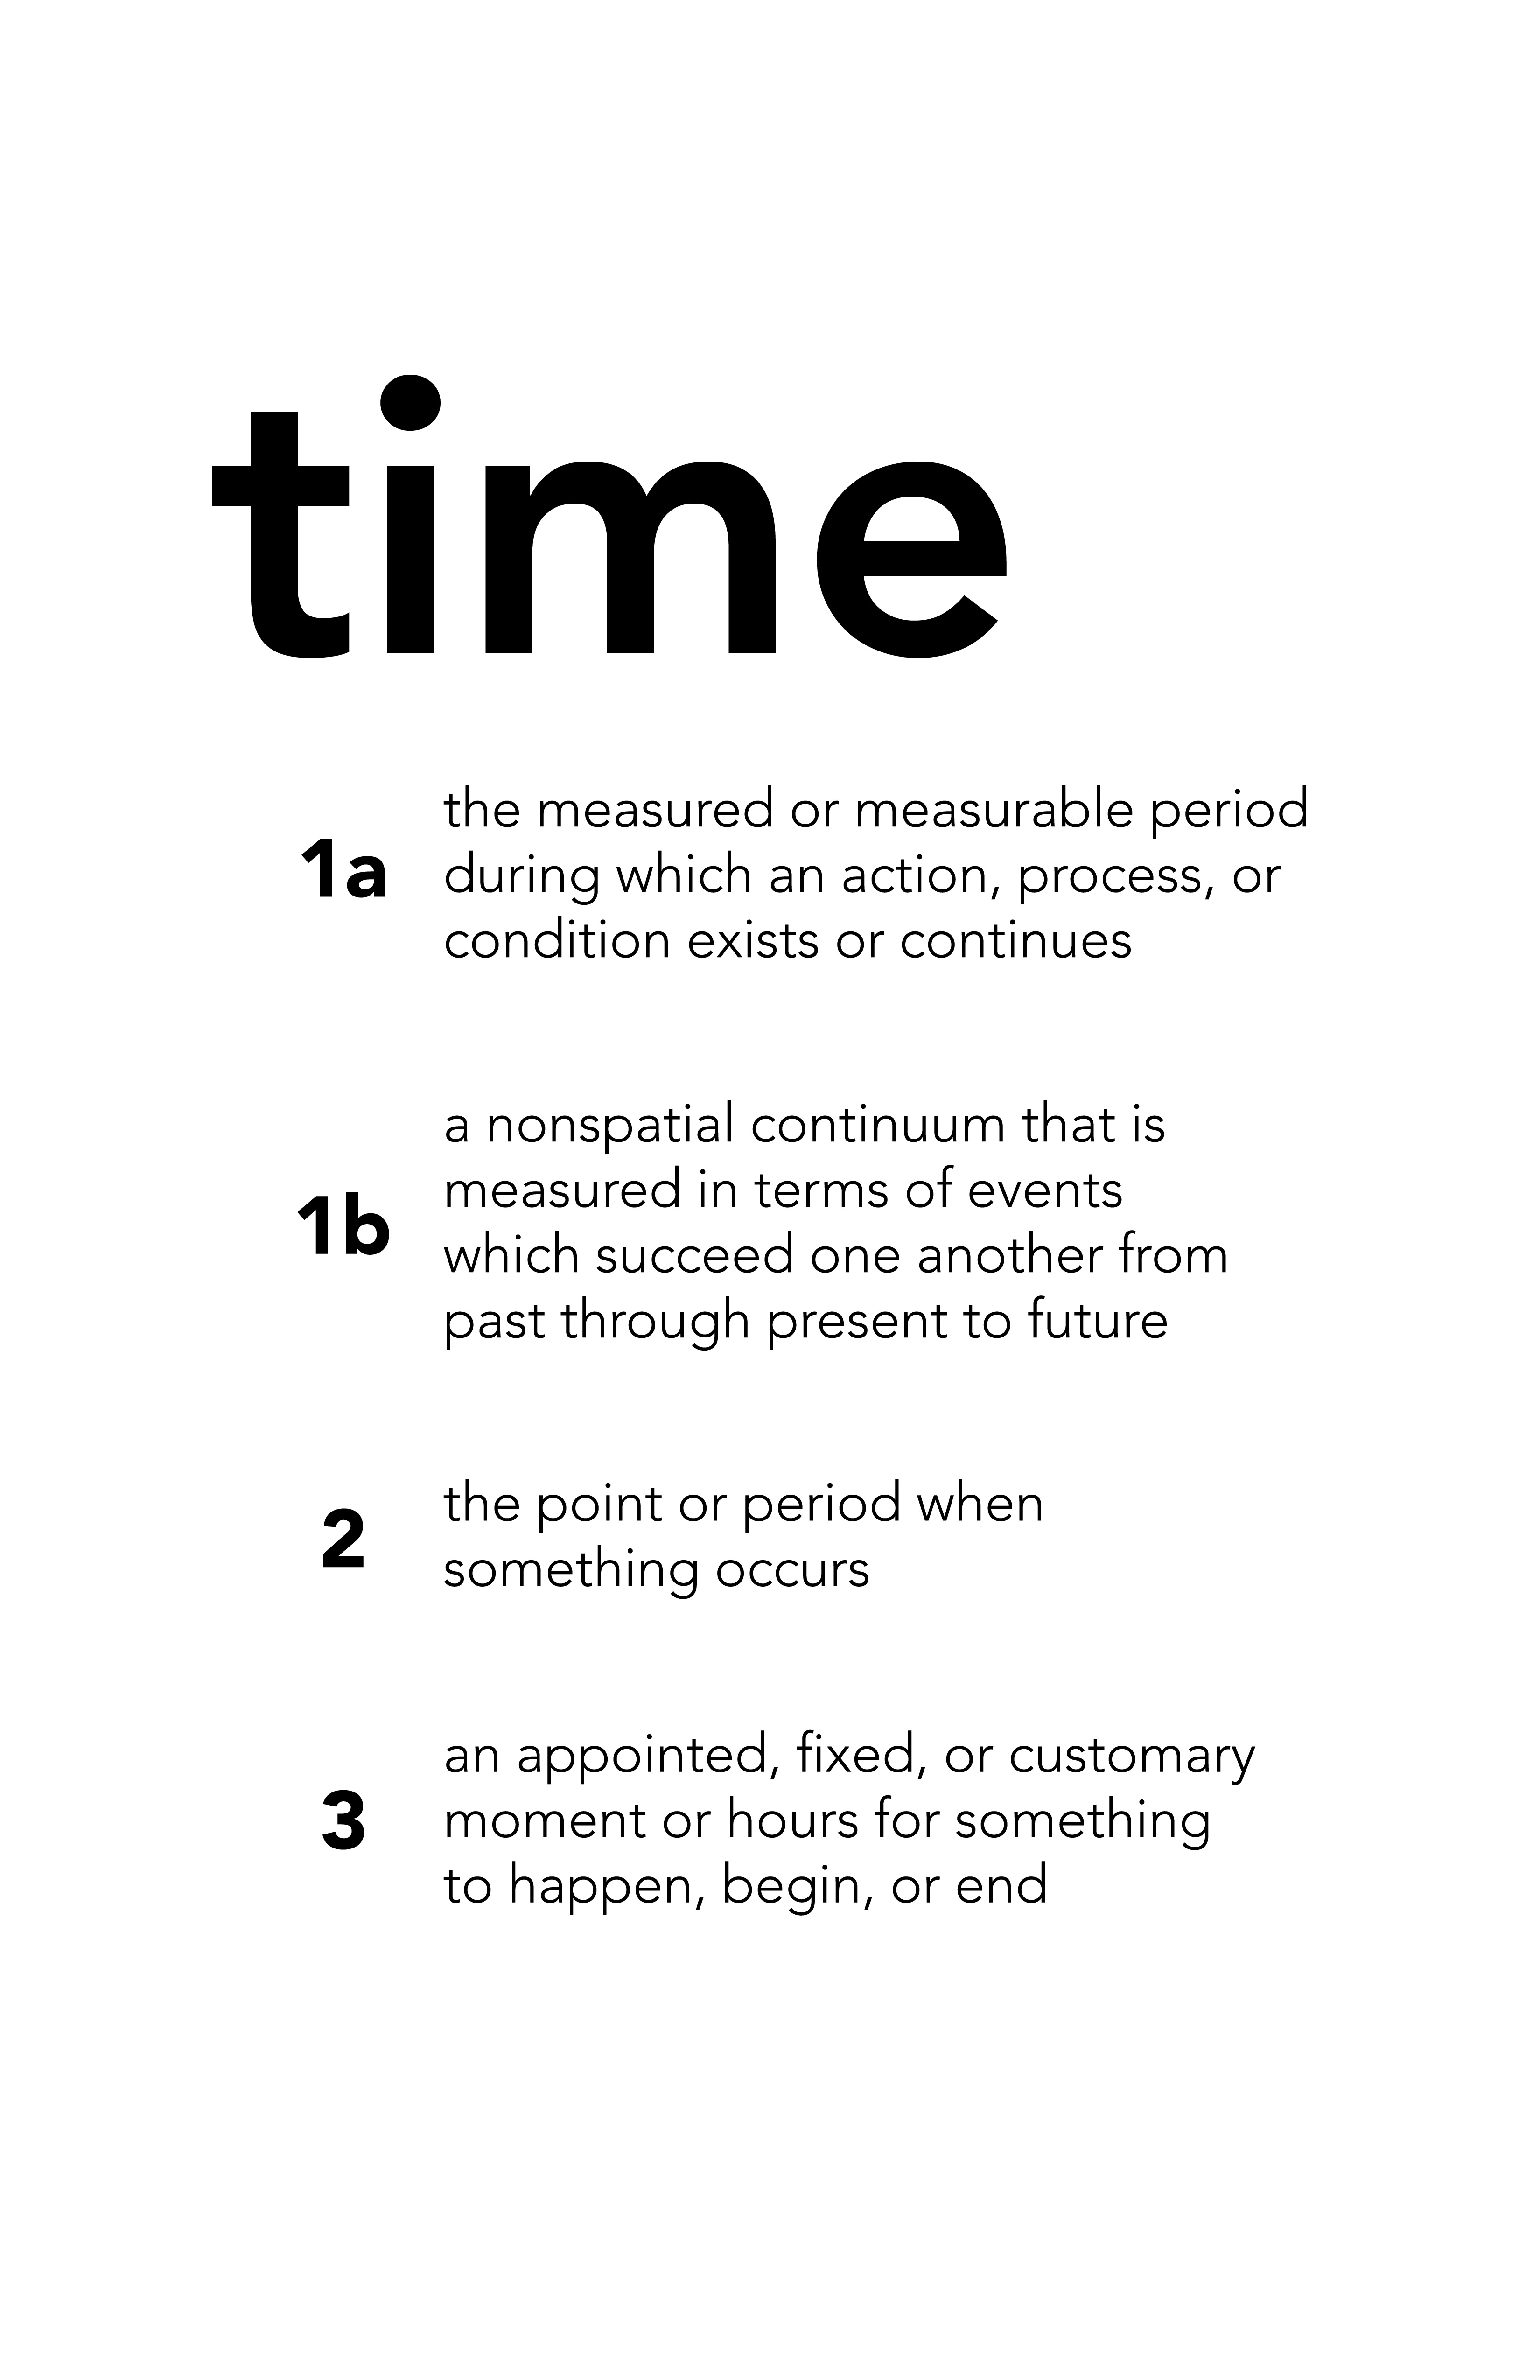 time
1a
the measured or measurable period
during which an action, process, or
condition exists or continues
1b
a nonspatial continuum that is
measured in terms of events
which succeed one another from
past through present to future
2
the point or period when
something occurs
3
an appointed, fixed, or customary
moment or hours for something
to happen, begin, or end